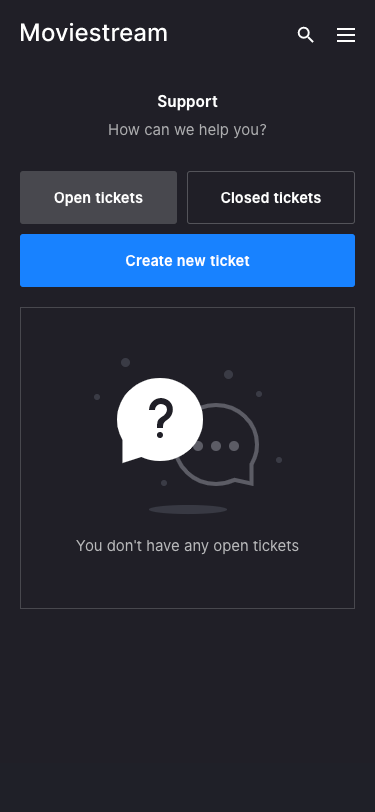 Moviestream
Support
How can we help you?
Open tickets
Closed tickets
Create new ticket
?
You don't have any open tickets